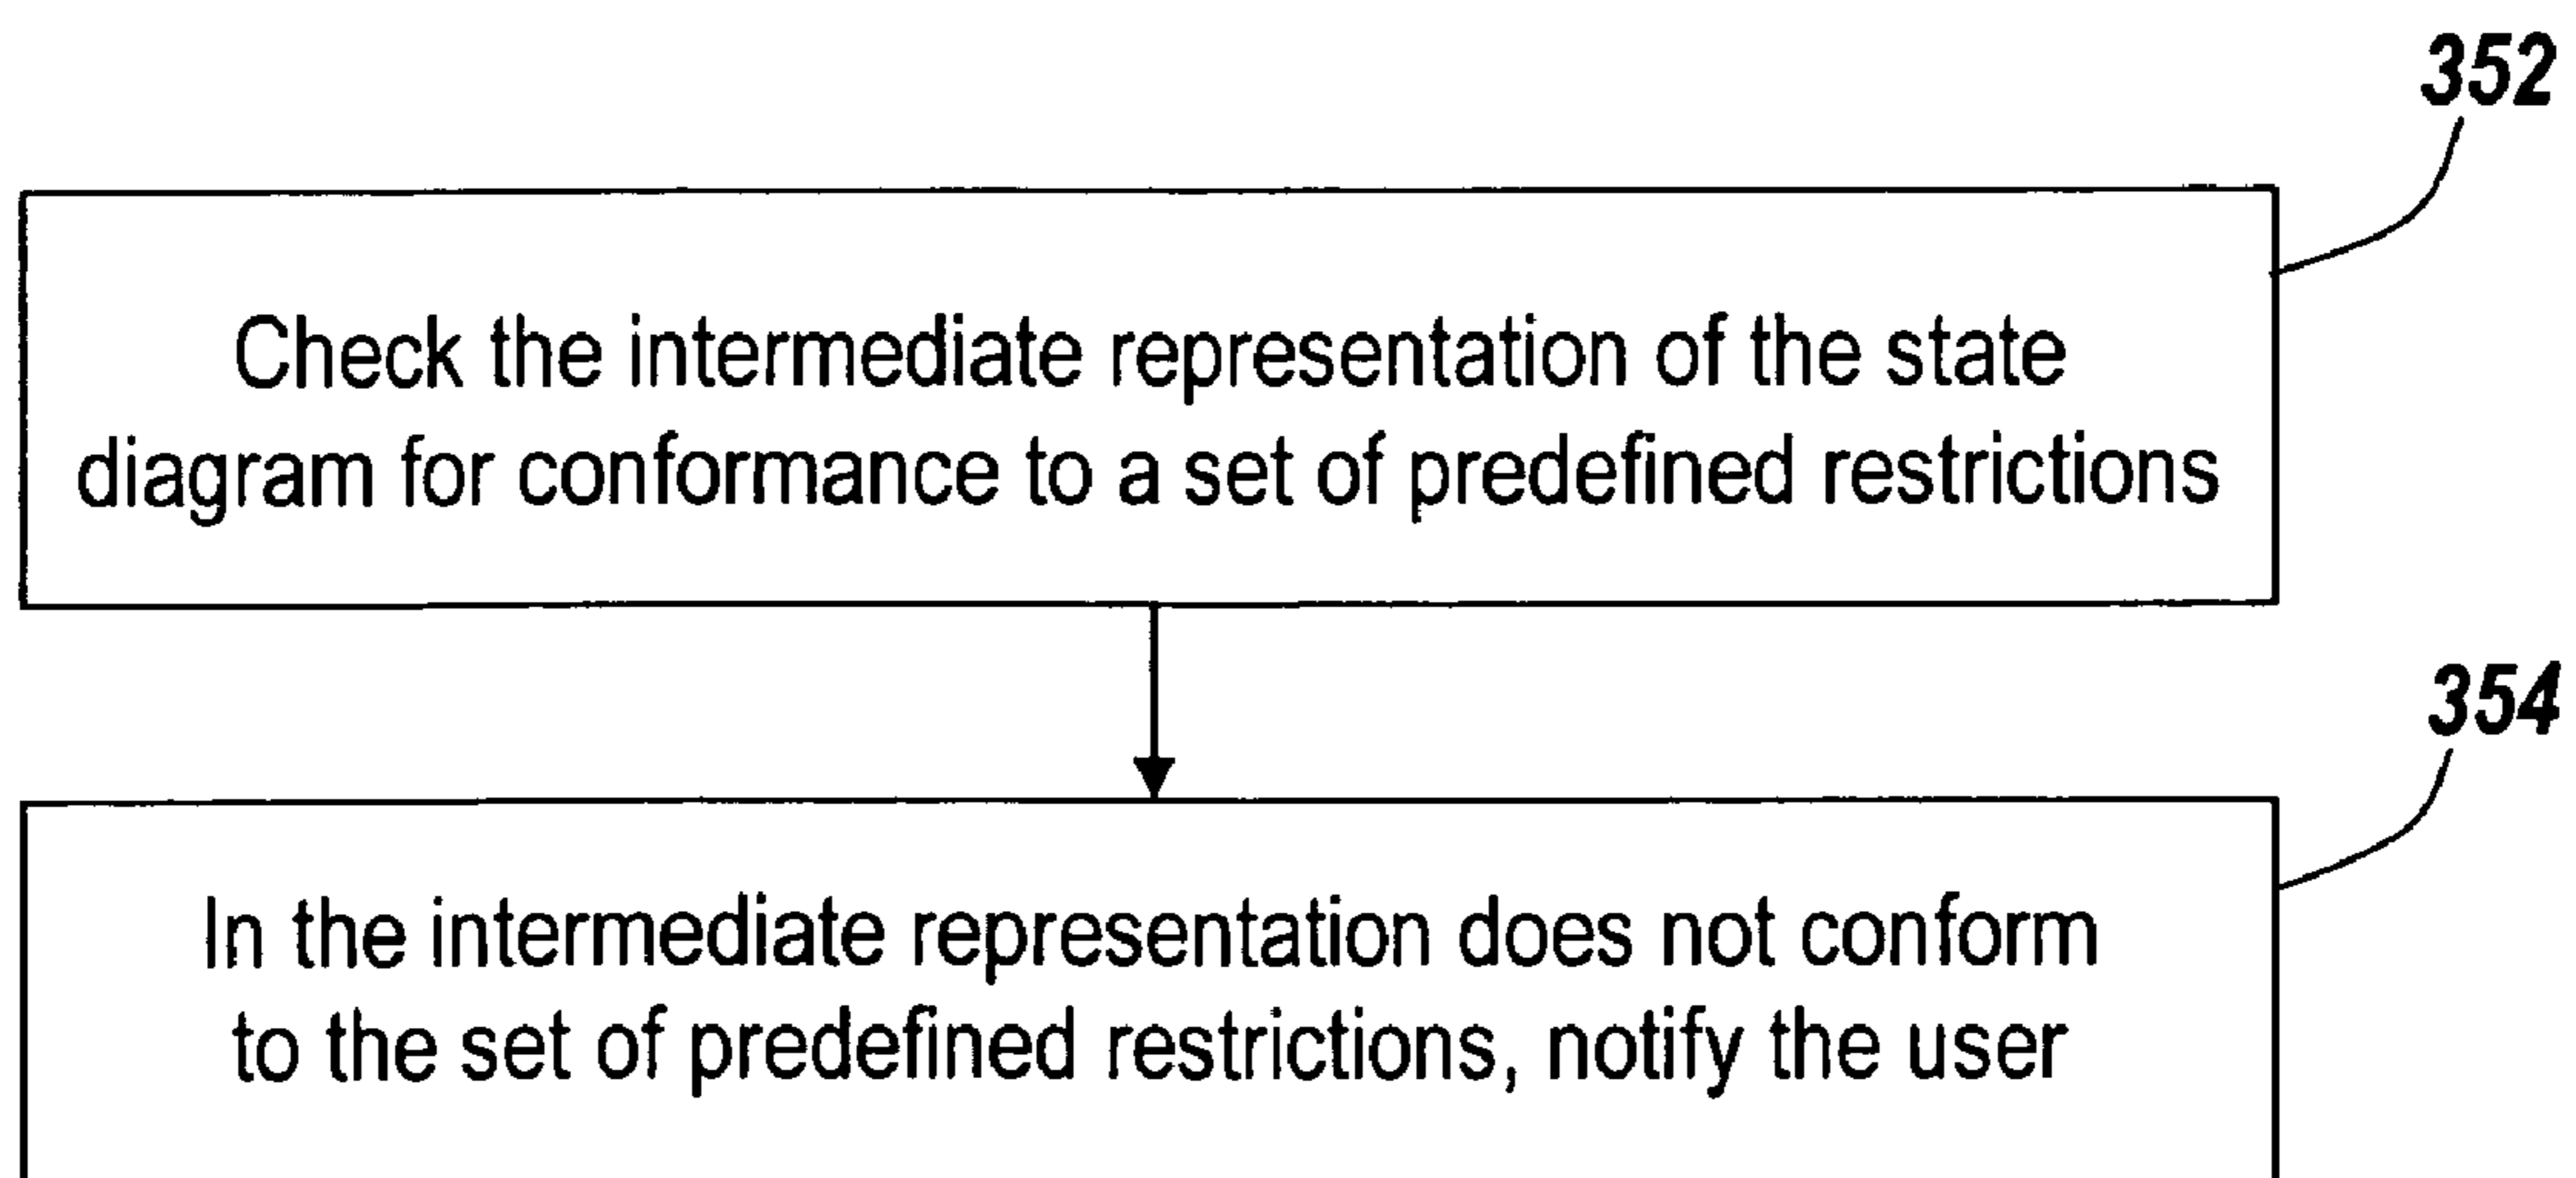 352
Check the intermediate representation of the state
diagram for conformance to a set of predefined restrictions
354
In the intermediate representation does not conform
to the set of predefined restrictions, notify the user